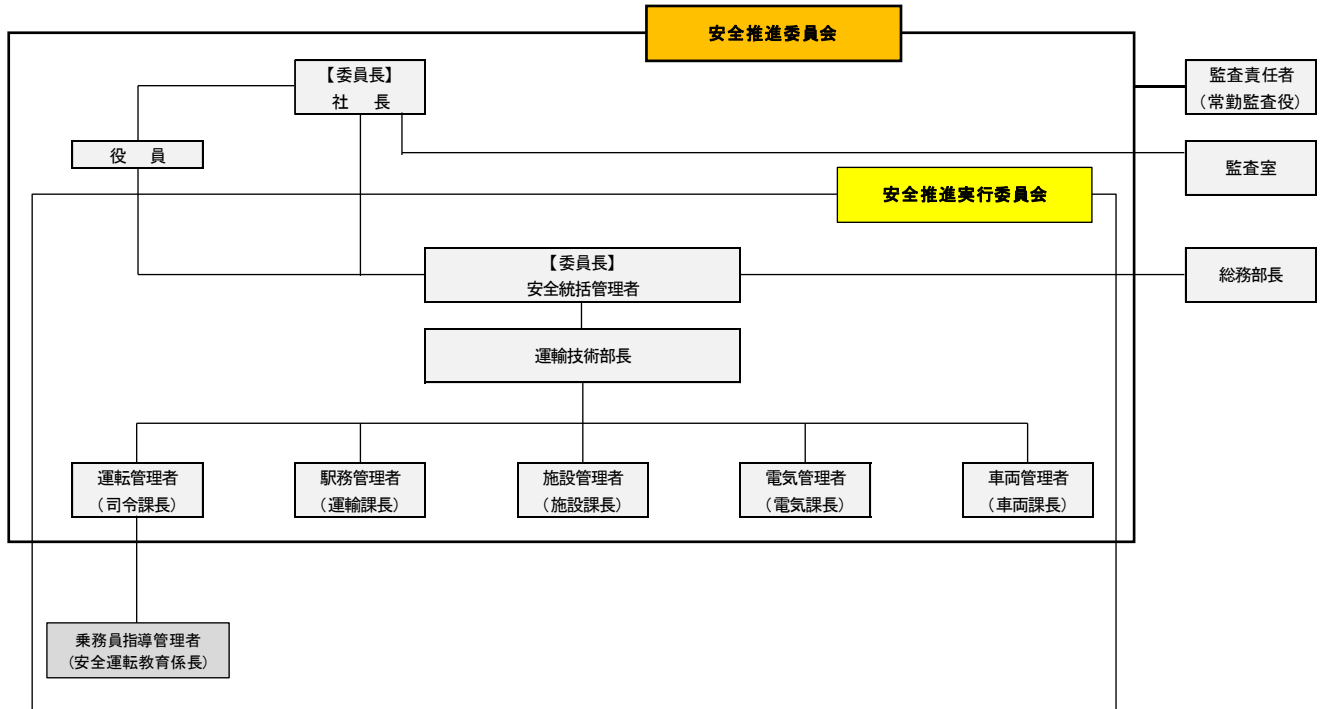 安全推進委員会
【委員長】
社　長
監査責任者
（常勤監査役）
役　員
監査室
安全推進実行委員会
【委員長】
安全統括管理者
総務部長
運輸技術部長
運転管理者
（司令課長）
駅務管理者
（運輸課長）
施設管理者
（施設課長）
電気管理者
（電気課長）
車両管理者
（車両課長）
乗務員指導管理者
（安全運転教育係長）